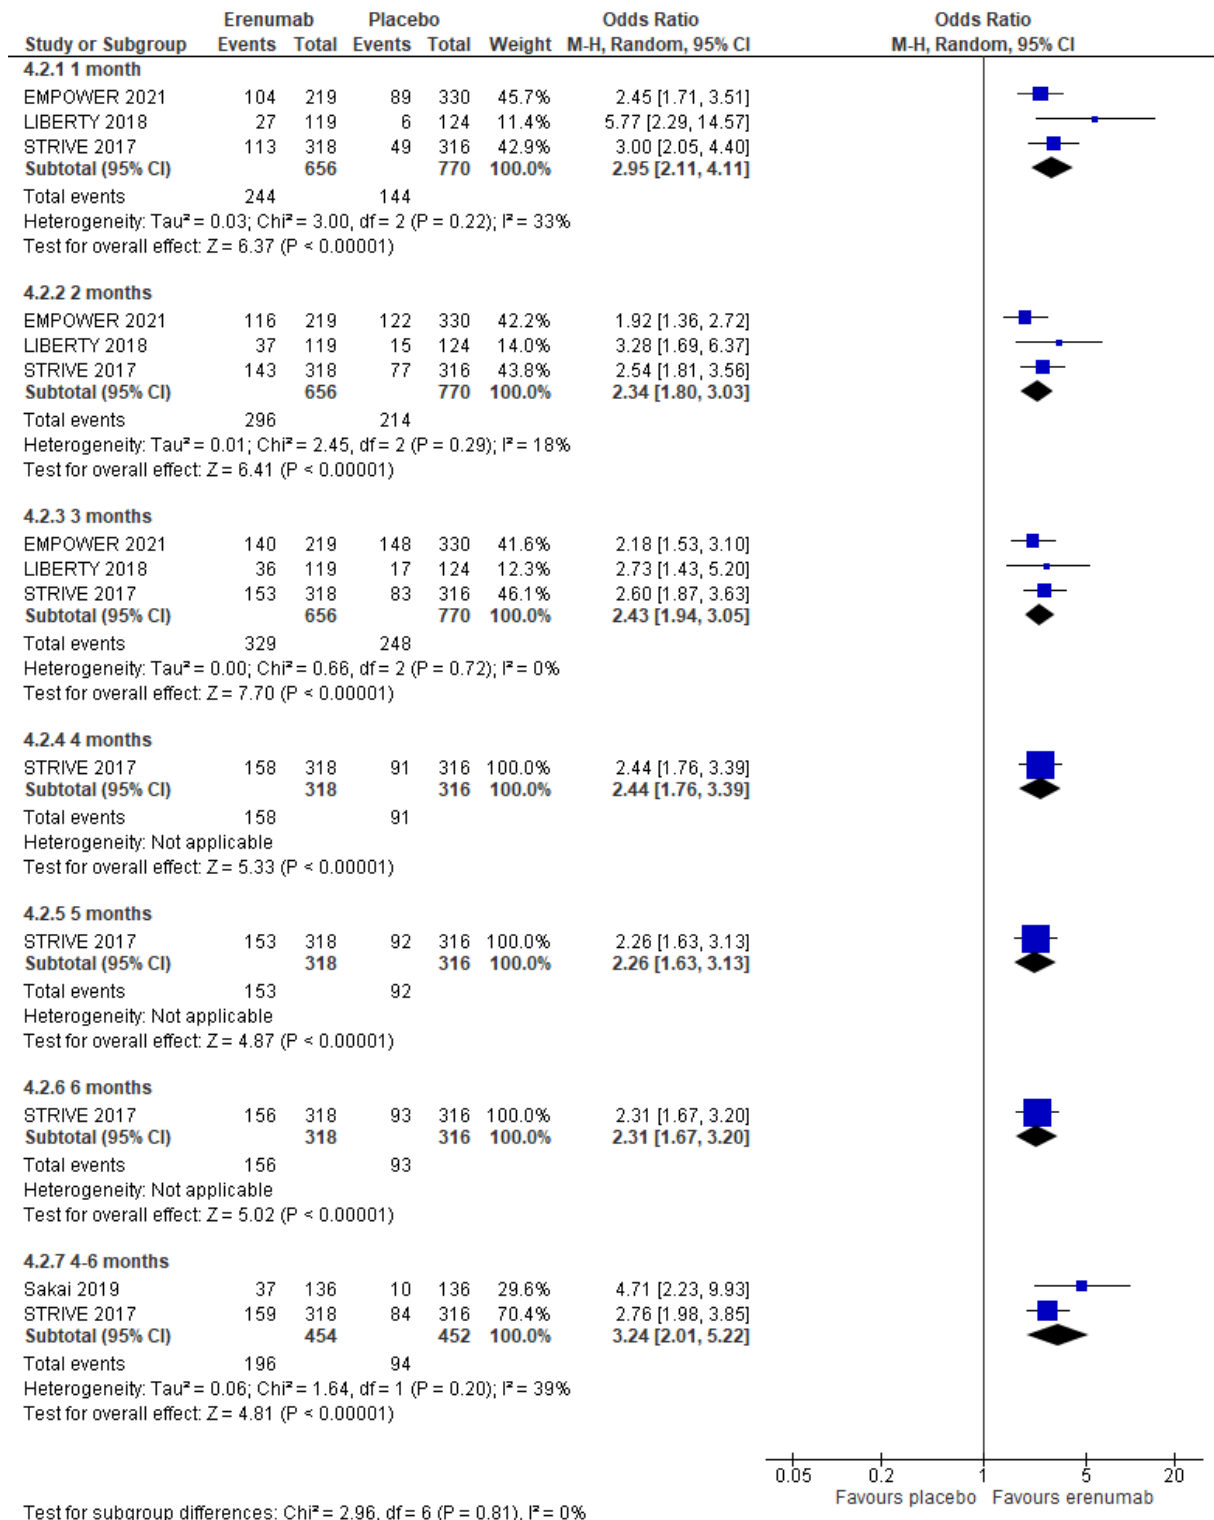 Erenumab Placebo Odds Ratio Odds Ratio
Study or Subgroup Events Total Events Total Weight M-H, Random, 95% CI M-H, Random, 95% CI
4.2.1 1 month
EMPOWER 2021 104 219 89 330 45.7% 2.45 [1.71, 3.51]
LIBERTY 2018 27 119 6 124 11.4% 5.77 [2.29, 14.57]
STRIVE 2017 113 318 49 316 42.9% 3.00 [2.05, 4.40]
Subtotal (95% CI) 656 770 100.0% 2.95 [2.11, 4.11]
Total events 244 144
Heterogeneity: Tau² = 0.03; Chi² = 3.00, df = 2 (P = 0.22); I² = 33%
Test for overall effect: Z = 6.37 (P < 0.00001)
4.2.2 2 months
EMPOWER 2021 116 219 122 330 42.2% 1.92 [1.36, 2.72]
LIBERTY 2018 37 119 15 124 14.0% 3.28 [1.69, 6.37]
STRIVE 2017 143 318 77 316 43.8% 2.54 [1.81, 3.56]
Subtotal (95% CI) 656 770 100.0% 2.34 [1.80, 3.03]
Total events 296 214
Heterogeneity: Tau² = 0.01; Chi² = 2.45, df = 2 (P = 0.29); I² = 18%
Test for overall effect: Z = 6.41 (P < 0.00001)
4.2.3 3 months
EMPOWER 2021 140 219 148 330 41.6% 2.18 [1.53, 3.10]
LIBERTY 2018 36 119 17 124 12.3% 2.73 [1.43, 5.20]
STRIVE 2017 153 318 83 316 46.1% 2.60 [1.87, 3.63]
Subtotal (95% CI) 656 770 100.0% 2.43 [1.94, 3.05]
Total events 329 248
Heterogeneity: Tau² = 0.00; Chi² = 0.66, df = 2 (P = 0.72); I² = 0%
Test for overall effect: Z = 7.70 (P < 0.00001)
4.2.4 4 months
STRIVE 2017 158 318 91 316 100.0% 2.44 [1.76, 3.39]
Subtotal (95% CI) 318 316 100.0% 2.44 [1.76, 3.39]
Total events 158 91
Heterogeneity: Not applicable
Test for overall effect: Z = 5.33 (P < 0.00001)
4.2.5 5 months
STRIVE 2017 153 318 92 316 100.0% 2.26 [1.63, 3.13]
Subtotal (95% CI) 318 316 100.0% 2.26 [1.63, 3.13]
Total events 153 92
Heterogeneity: Not applicable
Test for overall effect: Z = 4.87 (P < 0.00001)
4.2.6 6 months
STRIVE 2017 156 318 93 316 100.0% 2.31 [1.67, 3.20]
Subtotal (95% CI) 318 316 100.0% 2.31 [1.67, 3.20]
Total events 156 93
Heterogeneity: Not applicable
Test for overall effect: Z = 5.02 (P < 0.00001)
4.2.7 4-6 months
Sakai 2019 37 136 10 136 29.6% 4.71 [2.23, 9.93]
STRIVE 2017 159 318 84 316 70.4% 2.76 [1.98, 3.85]
Subtotal (95% CI) 454 452 100.0% 3.24 [2.01, 5.22]
Total events 196 94
Heterogeneity: Tau² = 0.06; Chi² = 1.64, df = 1 (P = 0.20); I² = 39%
Test for overall effect: Z = 4.81 (P < 0.00001)
0.05 0.2 1 5 20
Favours placebo Favours erenumab
Test for subgroup differences: Chi² = 2.96, df = 6 (P = 0.81), I² = 0%